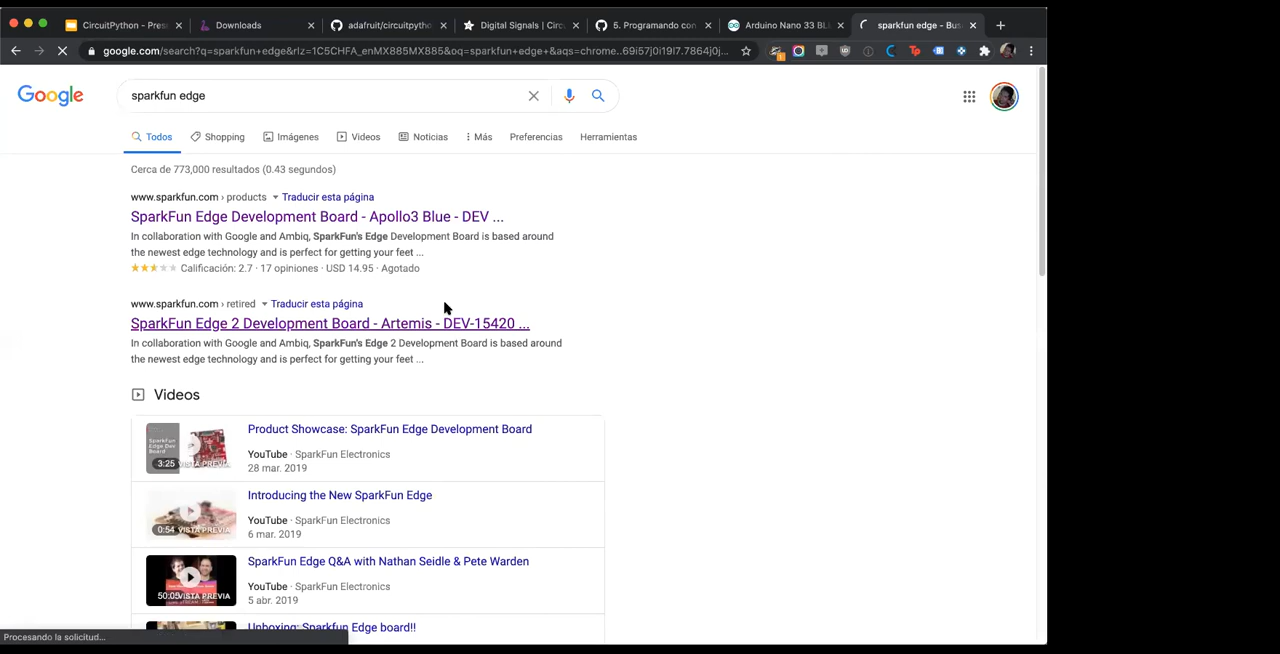 CircuitPython - Pres
Downloads
adafruit/circuitpytho
Digital Signals | Circu
5. Programando con
Arduino Nano 33 BL
sparkfun edge - Bus
google.com/search?q=sparkfun+edge&rlz=1C5CHFA_enMX885MX885&oq=sparkfun+edge+&aqs=chrome..69i57j0i19l7.7864j0j...
Google
sparkfun edge
Todos
Shopping
Imágenes
Videos
Noticias
Más
Preferencias
Herramientas
Cerca de 773,000 resultados (0.43 segundos)
www.sparkfun.com › products Traducir esta página
SparkFun Edge Development Board - Apollo3 Blue - DEV ...
In collaboration with Google and Ambiq, SparkFun's Edge Development Board is based around
the newest edge technology and is perfect for getting your feet ...
Calificación: 2.7 · 17 opiniones · USD 14.95 · Agotado
www.sparkfun.com › retired Traducir esta página
SparkFun Edge 2 Development Board - Artemis - DEV-15420 ...
In collaboration with Google and Ambiq, SparkFun's Edge 2 Development Board is based around
the newest edge technology and is perfect for getting your feet ...
Videos
3:25 VISTA PREVIA
Product Showcase: SparkFun Edge Development Board
YouTube · SparkFun Electronics
28 mar. 2019
0:54 VISTA PREVIA
Introducing the New SparkFun Edge
YouTube · SparkFun Electronics
6 mar. 2019
50:05 VISTA PREVIA
SparkFun Edge Q&A with Nathan Seidle & Pete Warden
YouTube · SparkFun Electronics
5 abr. 2019
Unboxing: Sparkfun Edge board!!
Procesando la solicitud...